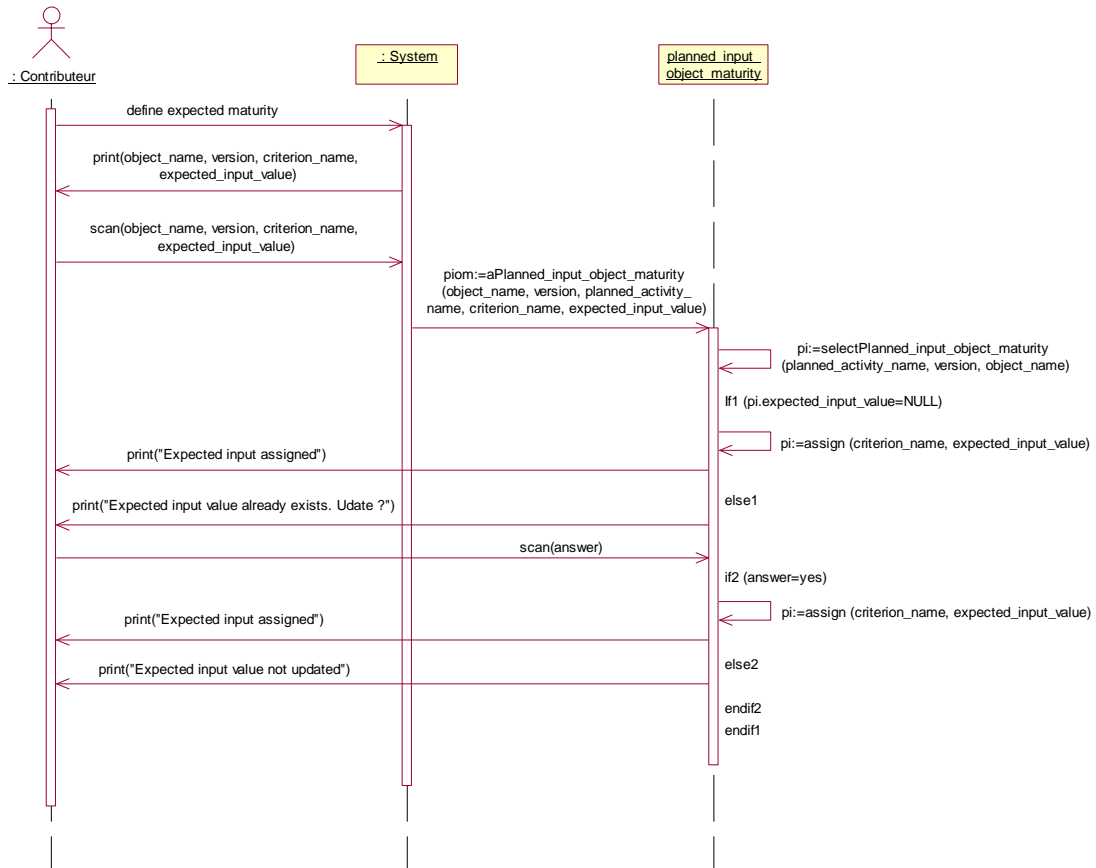 : Contributeur
: System
planned_input_
object_maturity
define expected maturity
print(object_name, version, criterion_name,
expected_input_value)
scan(object_name, version, criterion_name,
expected_input_value)
piom:=aPlanned_input_object_maturity
(object_name, version, planned_activity_
name, criterion_name, expected_input_value)
pi:=selectPlanned_input_object_maturity
(planned_activity_name, version, object_name)
If1 (pi.expected_input_value=NULL)
pi:=assign (criterion_name, expected_input_value)
print("Expected input assigned")
else1
print("Expected input value already exists. Udate ?")
scan(answer)
if2 (answer=yes)
pi:=assign (criterion_name, expected_input_value)
print("Expected input assigned")
else2
print("Expected input value not updated")
endif2
endif1